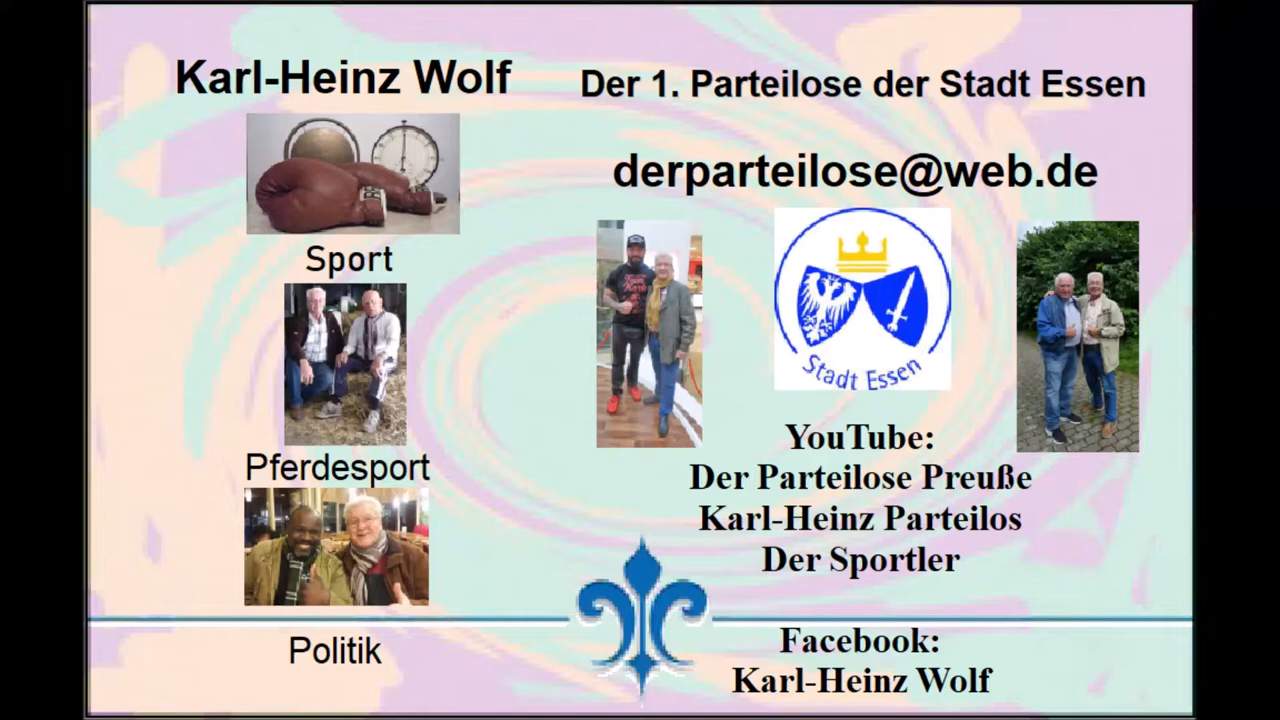 Karl-Heinz Wolf
Der 1. Parteilose der Stadt Essen
derparteilose@web.de
Sport
Stadt Essen
Pferdesport
YouTube:
Der Parteilose Preuße
Karl-Heinz Parteilos
Der Sportler
Politik
Facebook:
Karl-Heinz Wolf